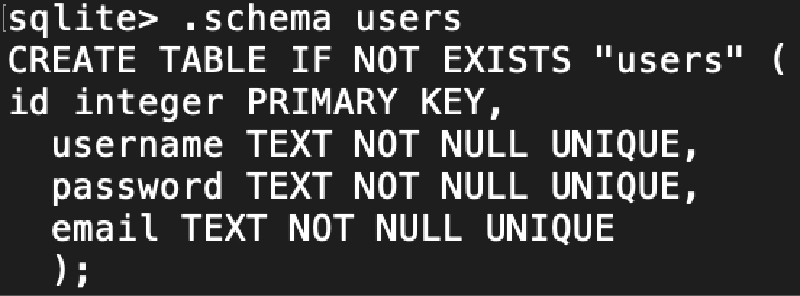 sqlite> .schema users
CREATE TABLE IF NOT EXISTS "users" (
id integer PRIMARY KEY,
username TEXT NOT NULL UNIQUE,
password TEXT NOT NULL UNIQUE,
email TEXT NOT NULL UNIQUE
);